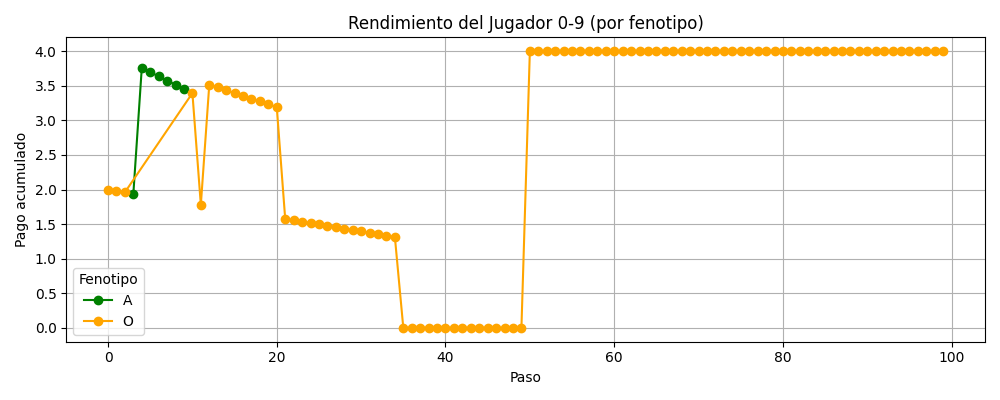 Rendimiento del Jugador 0-9 (por fenotipo)
Pago acumulado
4.0
3.5
3.0
2.5
2.0
1.5
1.0
0.5
0.0
Fenotipo
A
O
0 20 40 60 80 100
Paso